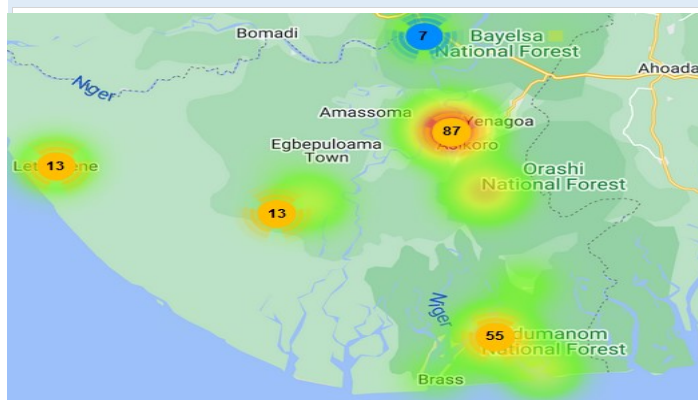 Bomadi
7
Bayelsa
National Forest
Ahoada
Niger
Amassoma
87
Yenagoa
Egbepuloama
Town
13
Orashi
National Forest
13
Niger
55
National Forest
Brass